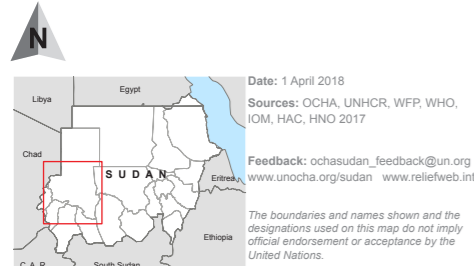 N
Egypt
Libya
Chad
SUDAN
Eritrea
Ethiopia
C. A. R.
South Sudan
Date: 1 April 2018
Sources: OCHA, UNHCR, WFP, WHO,
IOM, HAC, HNO 2017
Feedback: ochasudan_feedback@un.org
www.unocha.org/sudan www.reliefweb.int
The boundaries and names shown and the
designations used on this map do not imply
official endorsement or acceptance by the
United Nations.